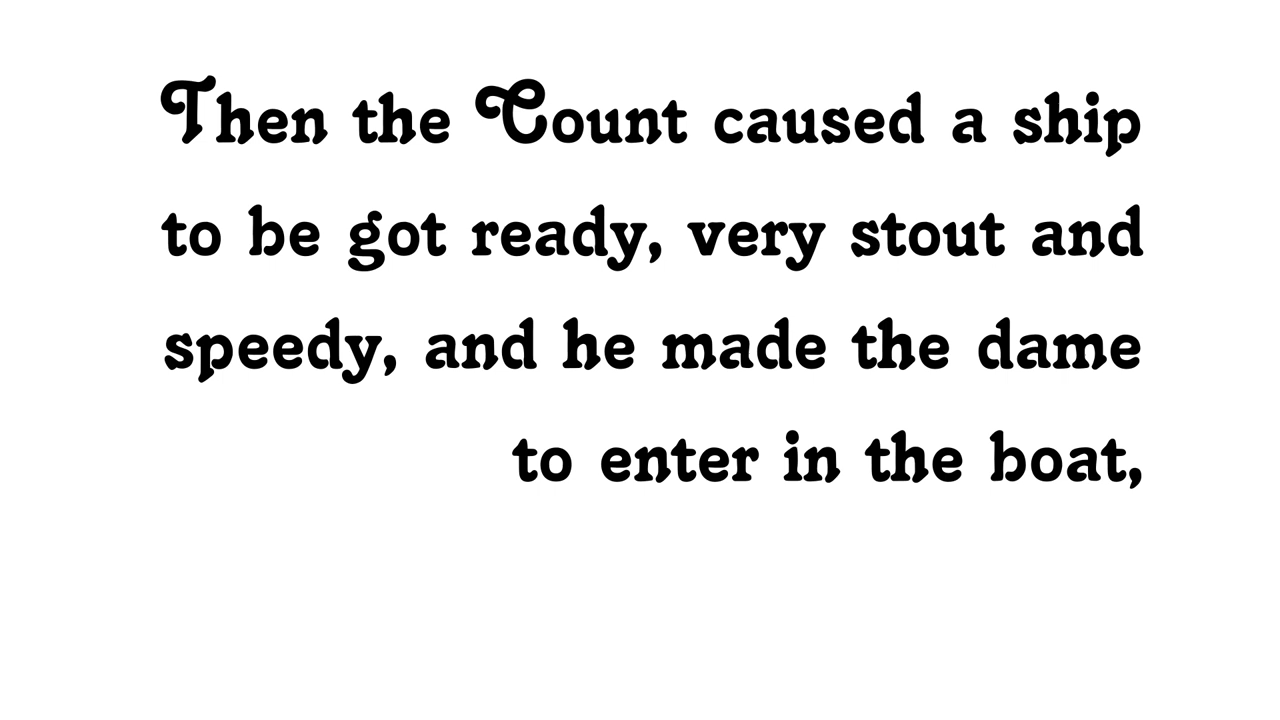 Then the Count caused a ship
to be got ready, very stout and
speedy, and he made the dame
to enter in the boat,